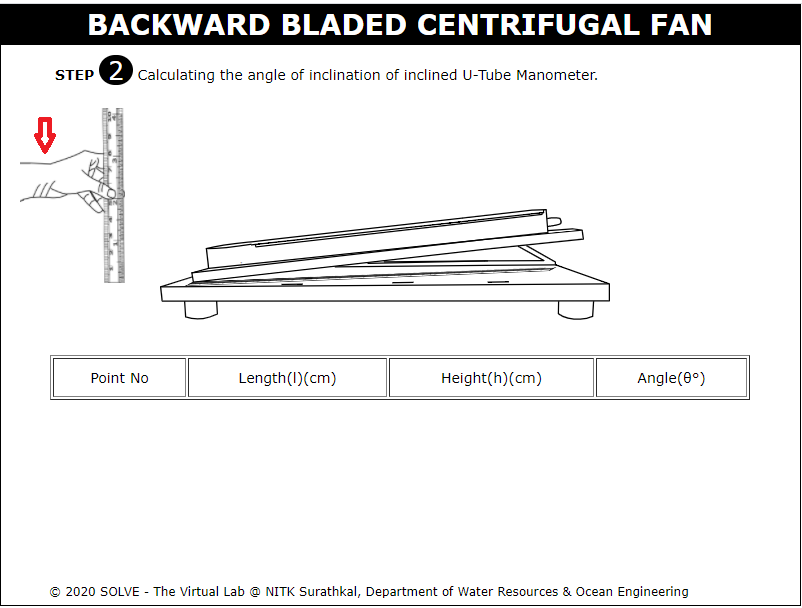 BACKWARD BLADED CENTRIFUGAL FAN
STEP 2 Calculating the angle of inclination of inclined U-Tube Manometer.
Point No Length(l)(cm) Height(h)(cm) Angle(θ°)
© 2020 SOLVE - The Virtual Lab @ NITK Surathkal, Department of Water Resources & Ocean Engineering